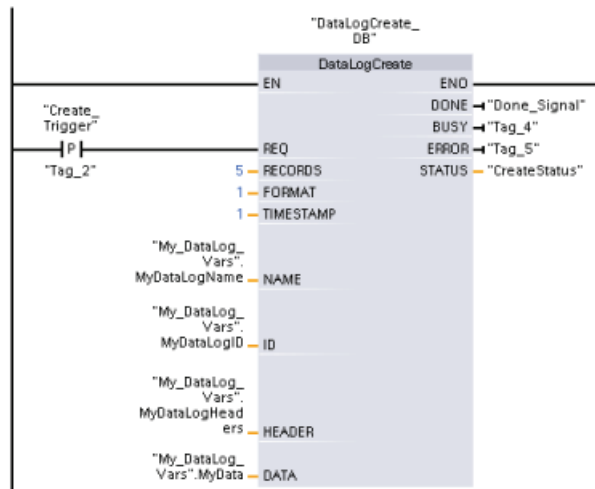 "DataLogCreate_
DB"
DataLogCreate
EN ENO
DONE "Done_Signal"
"Create_
Trigger"
BUSY "Tag_4"
P REQ ERROR "Tag_5"
"Tag_2" 5 RECORDS STATUS "CreateStatus"
1 FORMAT
1 TIMESTAMP
"My_DataLog_
Vars".
MyDataLogName NAME
"My_DataLog_
Vars".
MyDataLogID ID
"My_DataLog_
Vars".
MyDataLogHead
ers HEADER
"My_DataLog_
Vars".MyData DATA